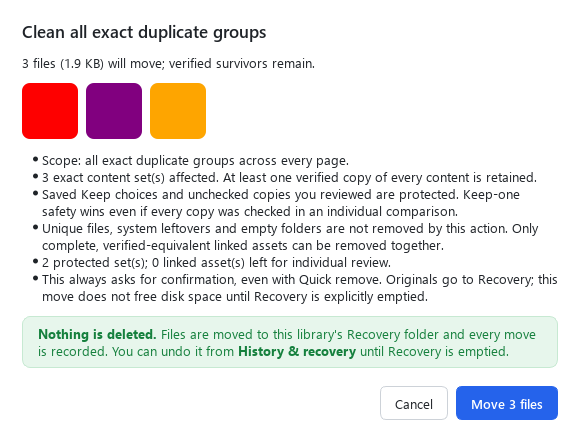 Clean all exact duplicate groups
3 files (1.9 KB) will move; verified survivors remain.
• Scope: all exact duplicate groups across every page.
• 3 exact content set(s) affected. At least one verified copy of every content is retained.
• Saved Keep choices and unchecked copies you reviewed are protected. Keep-one
safety wins even if every copy was checked in an individual comparison.
• Unique files, system leftovers and empty folders are not removed by this action. Only
complete, verified-equivalent linked assets can be removed together.
• 2 protected set(s); 0 linked asset(s) left for individual review.
• This always asks for confirmation, even with Quick remove. Originals go to Recovery; this
move does not free disk space until Recovery is explicitly emptied.
Nothing is deleted. Files are moved to this library's Recovery folder and every move
is recorded. You can undo it from History & recovery until Recovery is emptied.
Cancel
Move 3 files